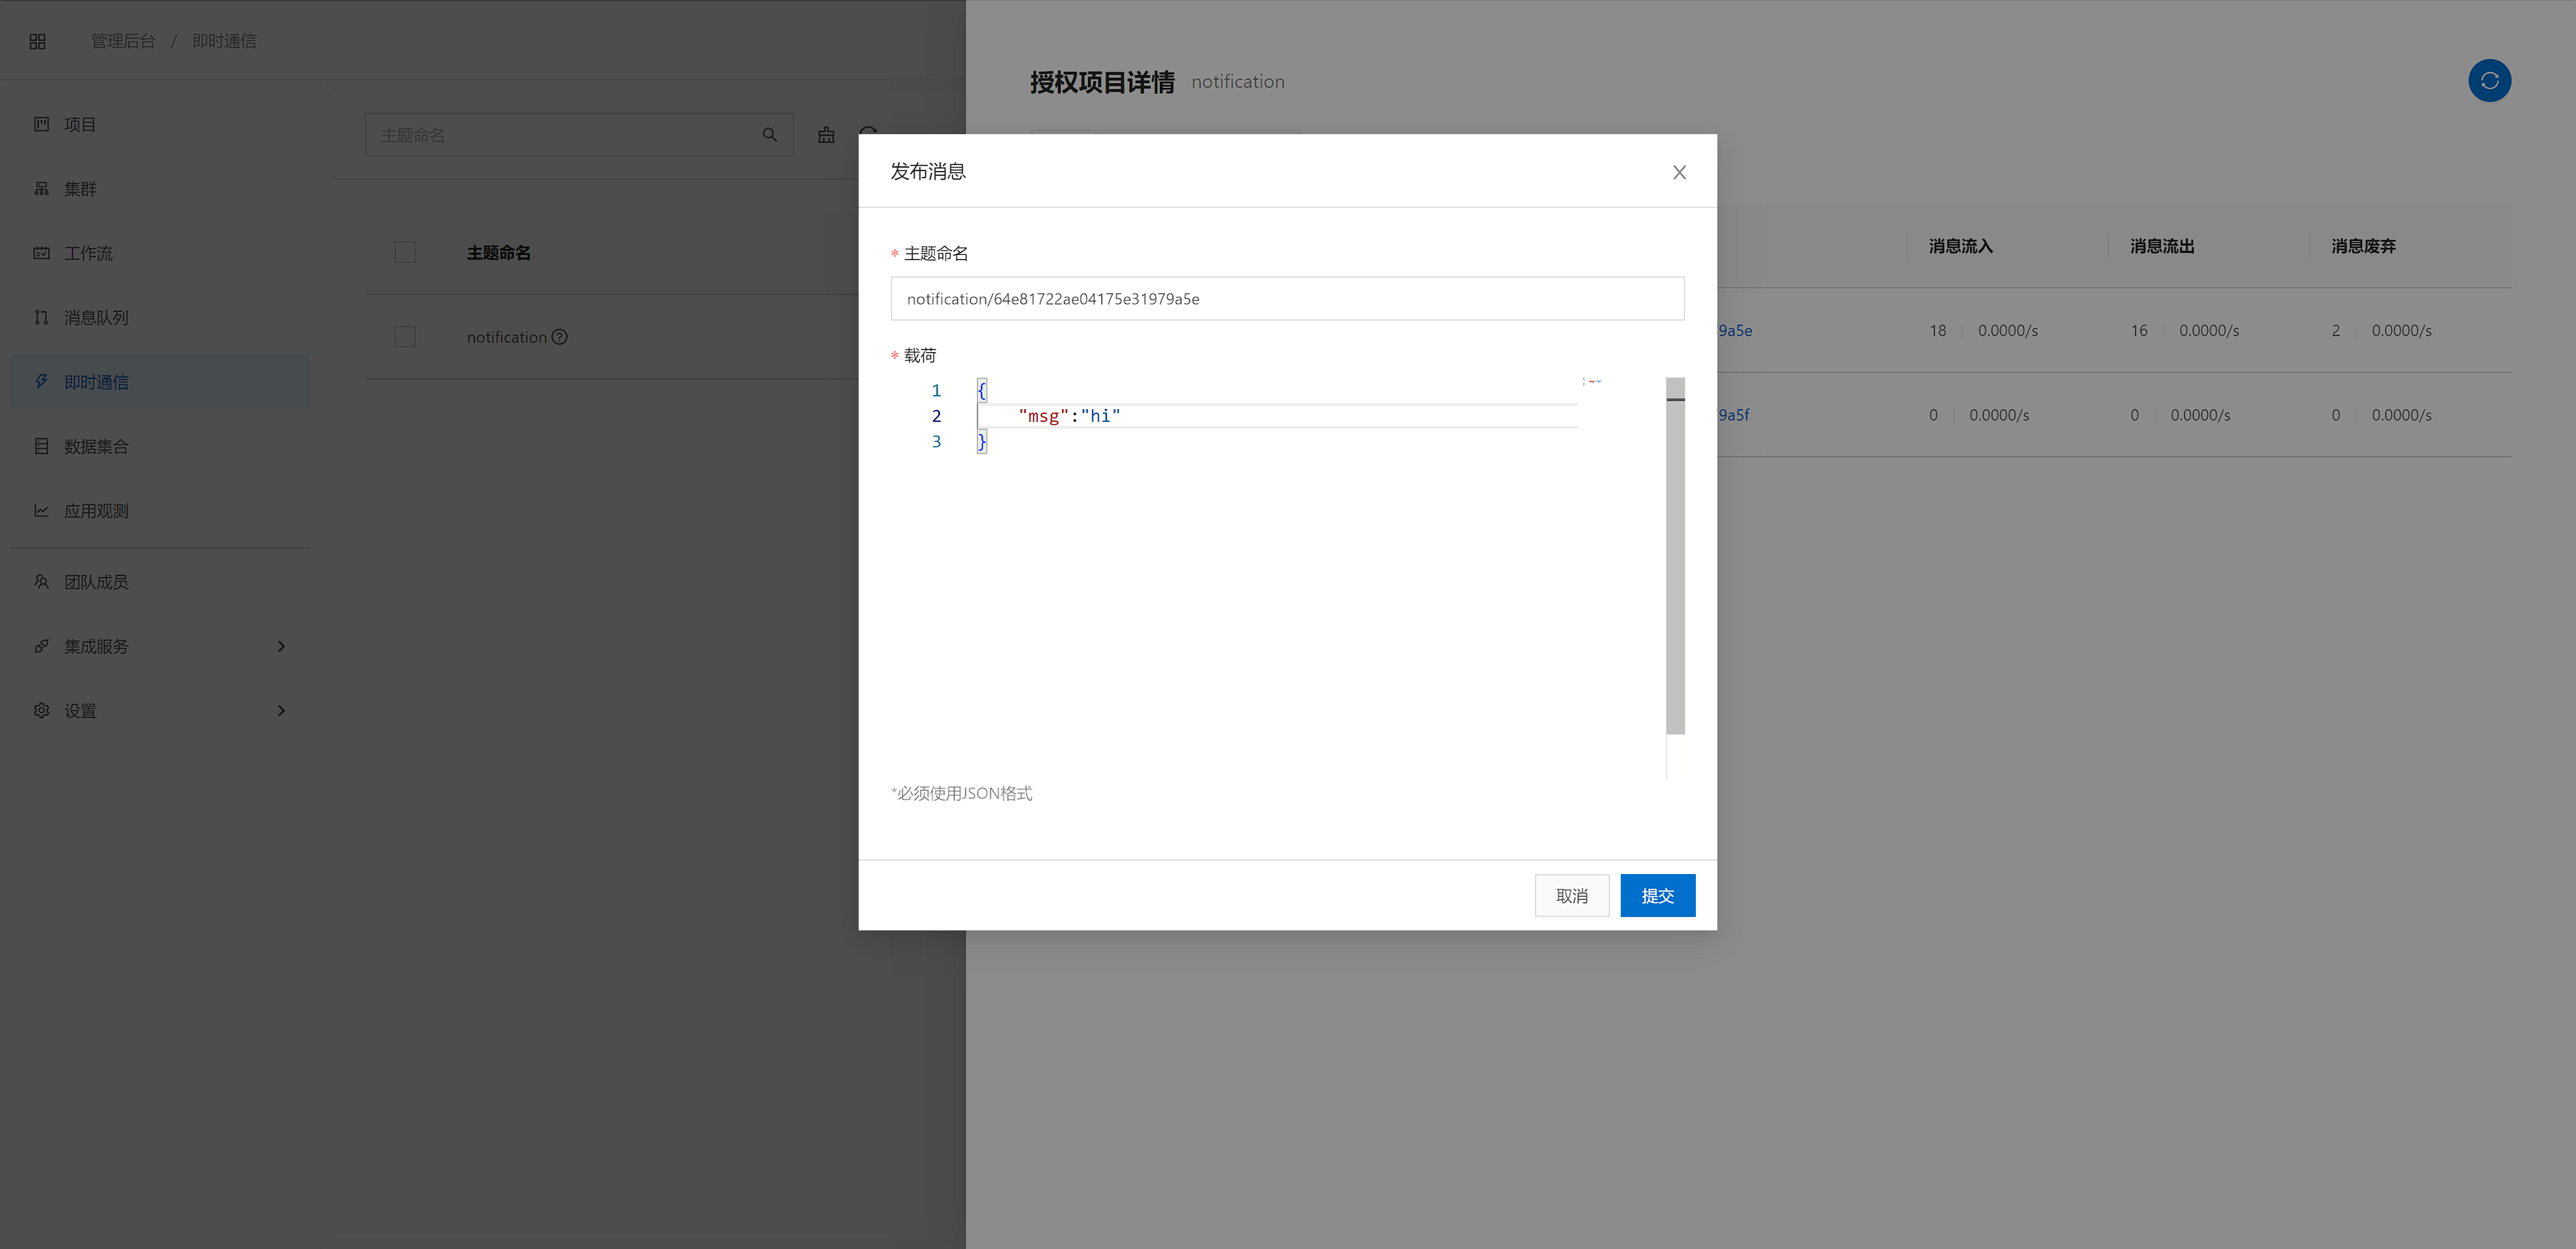 管理后台 / 即时通信
项目
集群
工作流
消息队列
即时通信
数据集合
应用观测
团队成员
集成服务
设置
主题命名
主题命名
notification
授权项目详情 notification
消息流入 消息流出 消息废弃
9a5e 18 0.0000/s 16 0.0000/s 2 0.0000/s
9a5f 0 0.0000/s 0 0.0000/s 0 0.0000/s
发布消息
* 主题命名
notification/64e81722ae04175e31979a5e
* 载荷
1 {
2 "msg":"hi"
3 }
*必须使用JSON格式
取消 提交